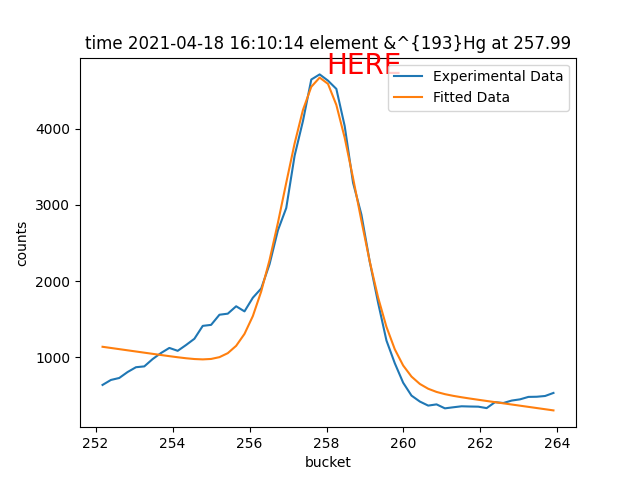 time 2021-04-18 16:10:14 element &^{193}Hg at 257.99
HERE
Experimental Data
Fitted Data
counts
4000
3000
2000
1000
252
254
256
258
260
262
264
bucket